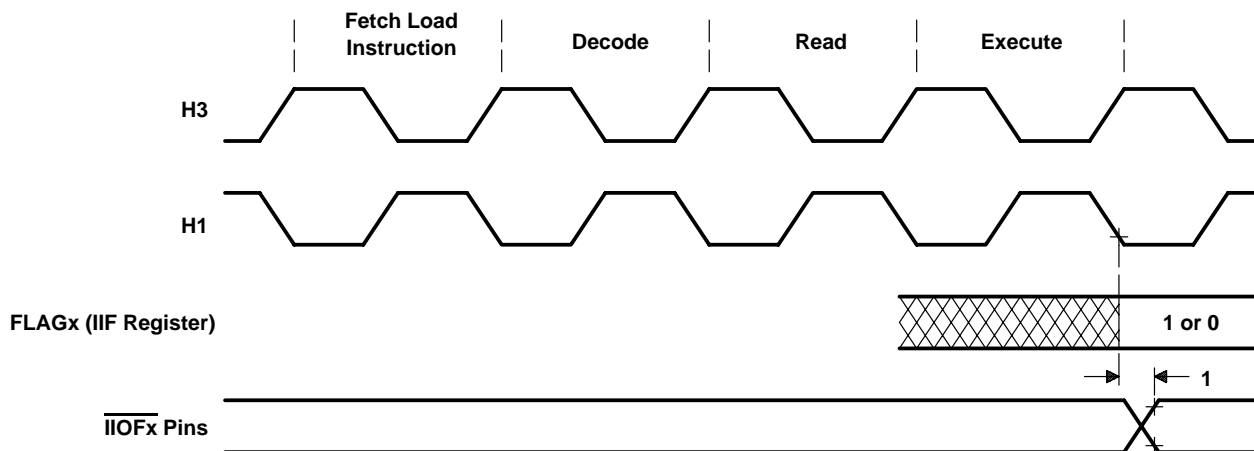 Fetch Load
Instruction
Decode
Read
Execute
H3
H1
FLAGx (IIF Register)
1 or 0
1
IIOFx Pins